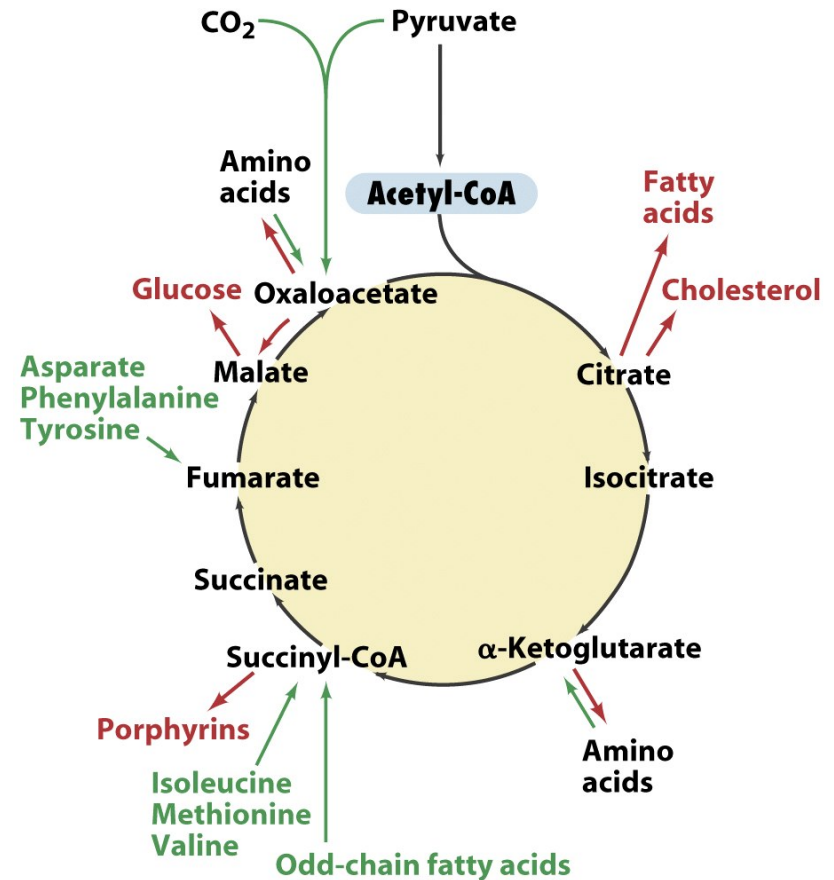 CO₂
Pyruvate
Amino
acids
Acetyl-CoA
Fatty
acids
Glucose
Oxaloacetate
Cholesterol
Asparate
Phenylalanine
Tyrosine
Malate
Citrate
Fumarate
Isocitrate
Succinate
Succinyl-CoA
α-Ketoglutarate
Porphyrins
Amino
acids
Isoleucine
Methionine
Valine
Odd-chain fatty acids